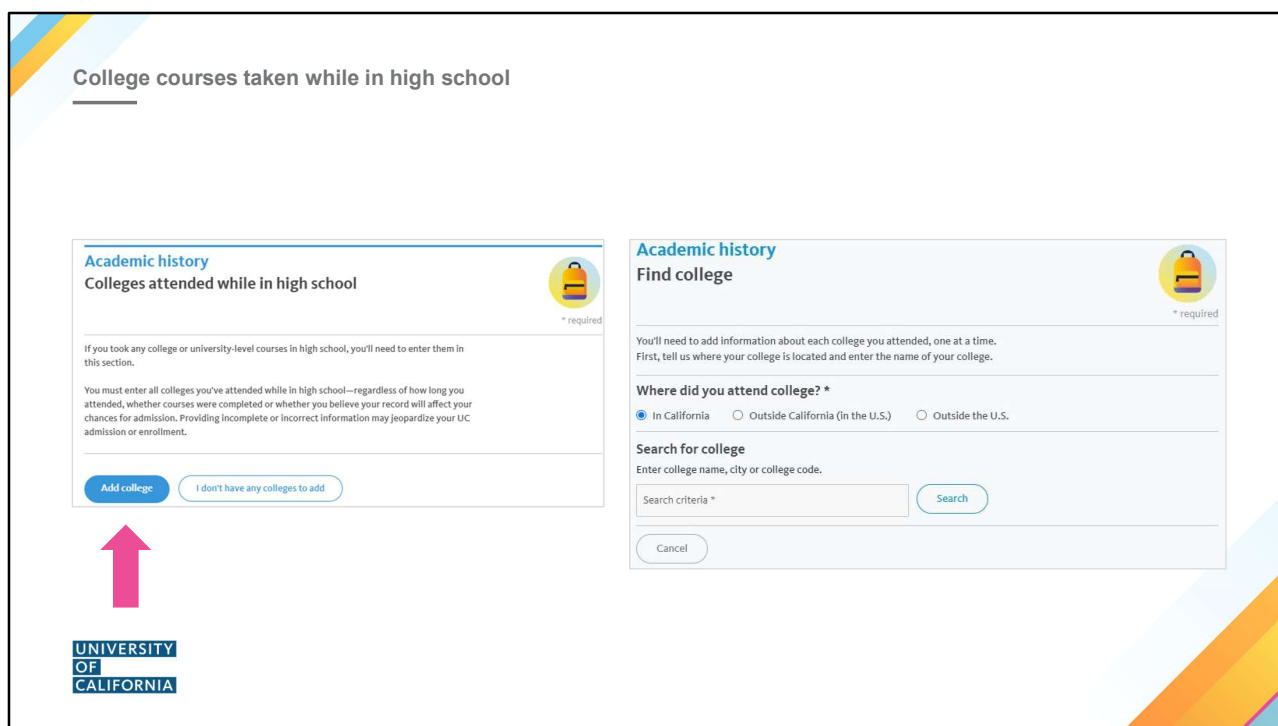 College courses taken while in high school
Academic history
Colleges attended while in high school
* required
If you took any college or university-level courses in high school, you'll need to enter them in
this section.
You must enter all colleges you've attended while in high school—regardless of how long you
attended, whether courses were completed or whether you believe your record will affect your
chances for admission. Providing incomplete or incorrect information may jeopardize your UC
admission or enrollment.
Add college
I don't have any colleges to add
Academic history
Find college
* required
You'll need to add information about each college you attended, one at a time.
First, tell us where your college is located and enter the name of your college.
Where did you attend college? *
In California Outside California (in the U.S.) Outside the U.S.
Search for college
Enter college name, city or college code.
Search criteria *
Search
Cancel
UNIVERSITY
OF
CALIFORNIA